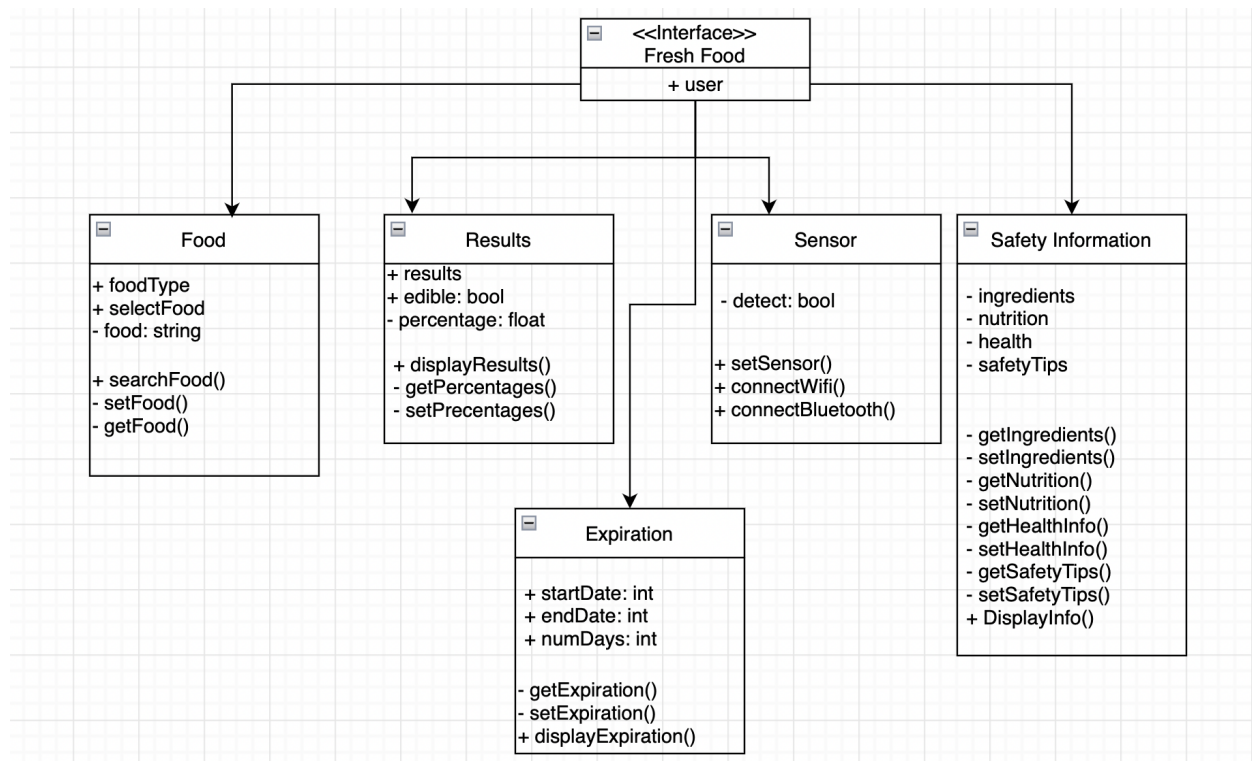 <<Interface>>
Fresh Food
+ user
Food
+ foodType
+ selectFood
- food: string
+ searchFood()
- setFood()
- getFood()
Results
+ results
+ edible: bool
- percentage: float
+ displayResults()
- getPercentages()
- setPrecentages()
Sensor
- detect: bool
+ setSensor()
+ connectWifi()
+ connectBluetooth()
Safety Information
- ingredients
- nutrition
- health
- safetyTips
- getIngredients()
- setIngredients()
- getNutrition()
- setNutrition()
- getHealthInfo()
- setHealthInfo()
- getSafetyTips()
- setSafetyTips()
+ DisplayInfo()
Expiration
+ startDate: int
+ endDate: int
+ numDays: int
- getExpiration()
- setExpiration()
+ displayExpiration()